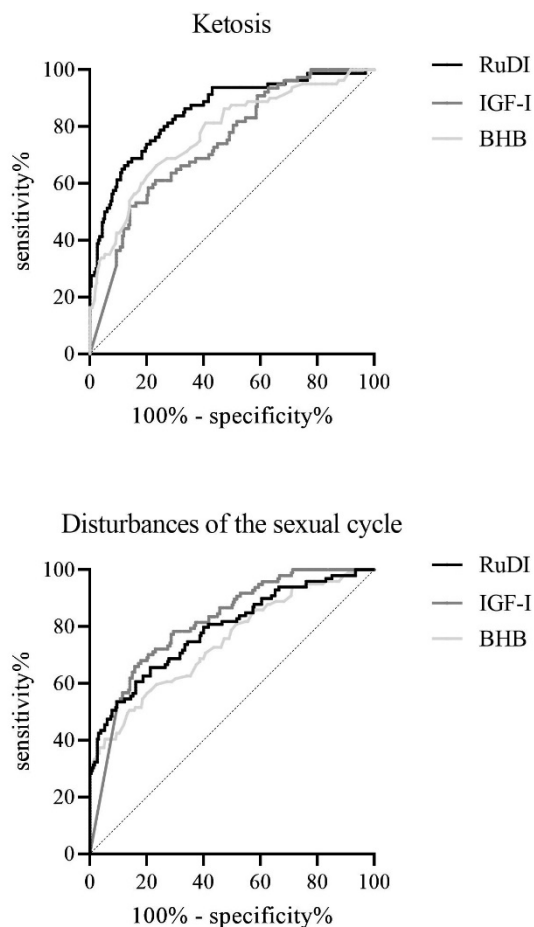 Ketosis
100
80
60
40
20
0
sensitivity%
0 20 40 60 80 100
100% - specificity%
RuDI
IGF-I
BHB
Disturbances of the sexual cycle
100
80
60
40
20
0
sensitivity%
0 20 40 60 80 100
100% - specificity%
RuDI
IGF-I
BHB